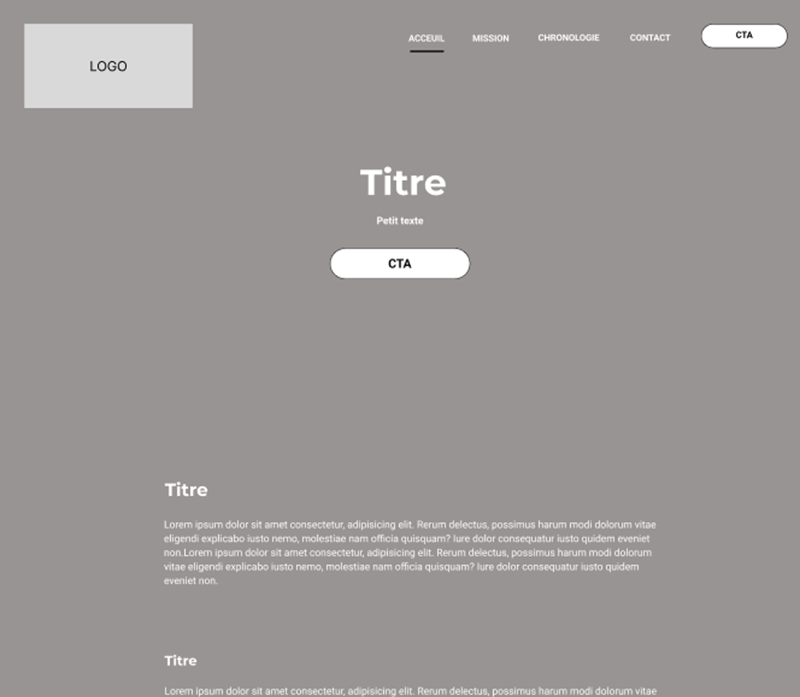 LOGO
ACCEUIL
MISSION
CHRONOLOGIE
CONTACT
CTA
Titre
Petit texte
CTA
Titre
Lorem ipsum dolor sit amet consectetur, adipisicing elit. Rerum delectus, possimus harum modi dolorum vitae
eligendi explicabo iusto nemo, molestiae nam officia quisquam? Iure dolor consequatur iusto quidem eveniet
non.Lorem ipsum dolor sit amet consectetur, adipisicing elit. Rerum delectus, possimus harum modi dolorum
vitae eligendi explicabo iusto nemo, molestiae nam officia quisquam? Iure dolor consequatur iusto quidem
eveniet non.
Titre
Lorem ipsum dolor sit amet consectetur, adipisicing elit. Rerum delectus, possimus harum modi dolorum vitae